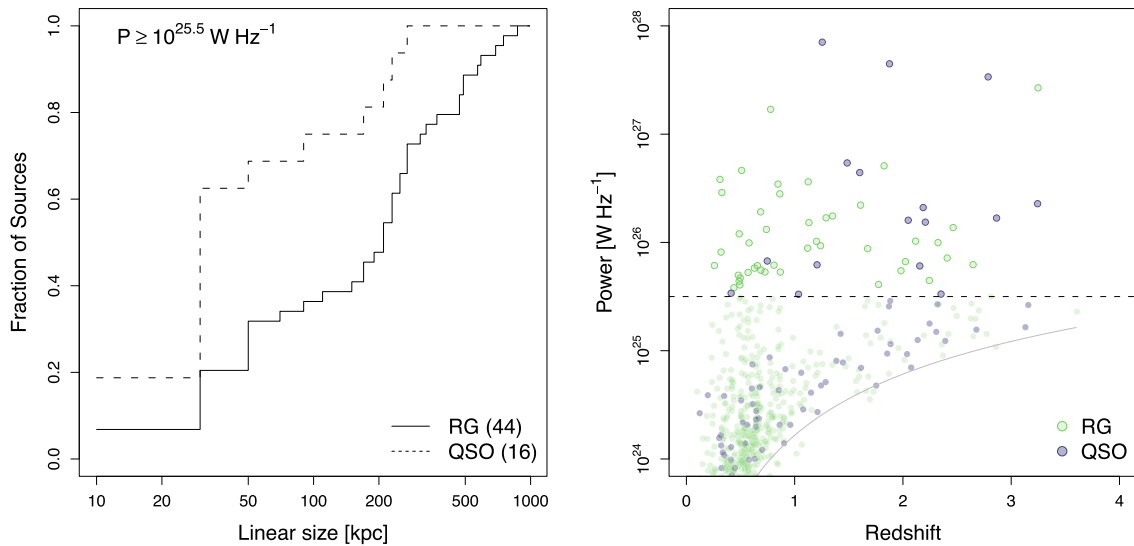 P ≥ 10^25.5 W Hz^−1
Fraction of Sources
1.0
0.8
0.6
0.4
0.2
0.0
RG (44)
QSO (16)
10 20 50 100 200 500 1000
Linear size [kpc]
Power [W Hz^−1]
10^28
10^27
10^26
10^25
10^24
RG
QSO
0 1 2 3 4
Redshift